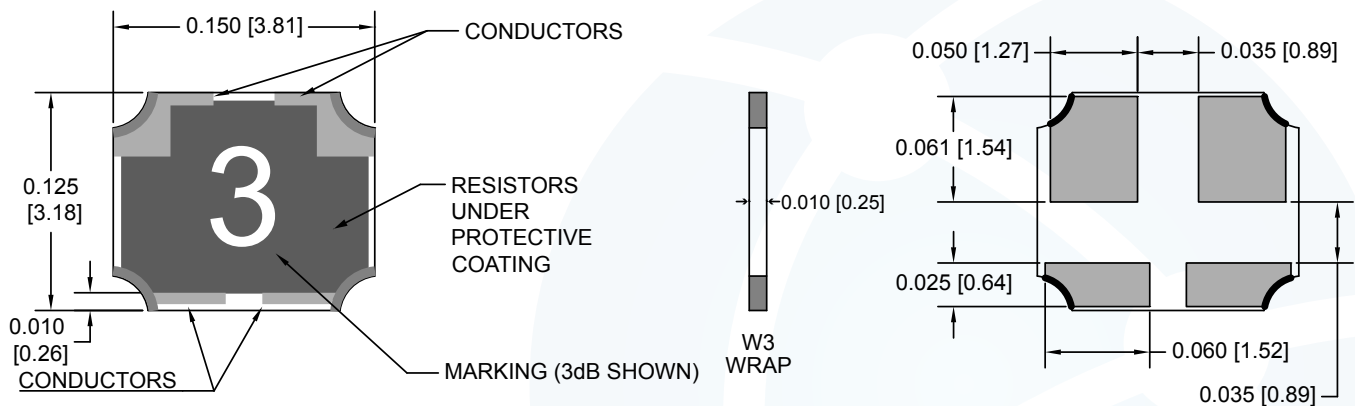 0.150 [3.81]
CONDUCTORS
0.125
[3.18]
3
RESISTORS
UNDER
PROTECTIVE
COATING
0.010
[0.26]
CONDUCTORS
MARKING (3dB SHOWN)
0.010 [0.25]
W3
WRAP
0.050 [1.27]
0.035 [0.89]
0.061 [1.54]
0.025 [0.64]
0.060 [1.52]
0.035 [0.89]